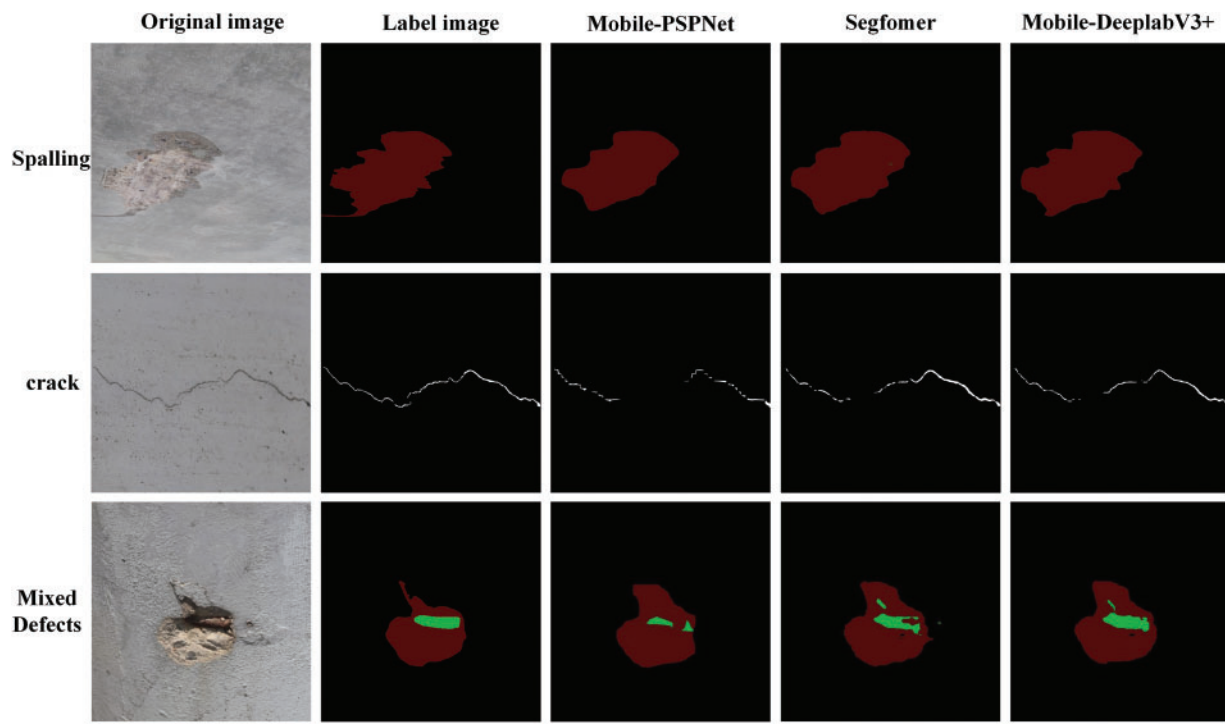 Original image
Label image
Mobile-PSPNet
Segfomer
Mobile-DeeplabV3+
Spalling
crack
Mixed
Defects